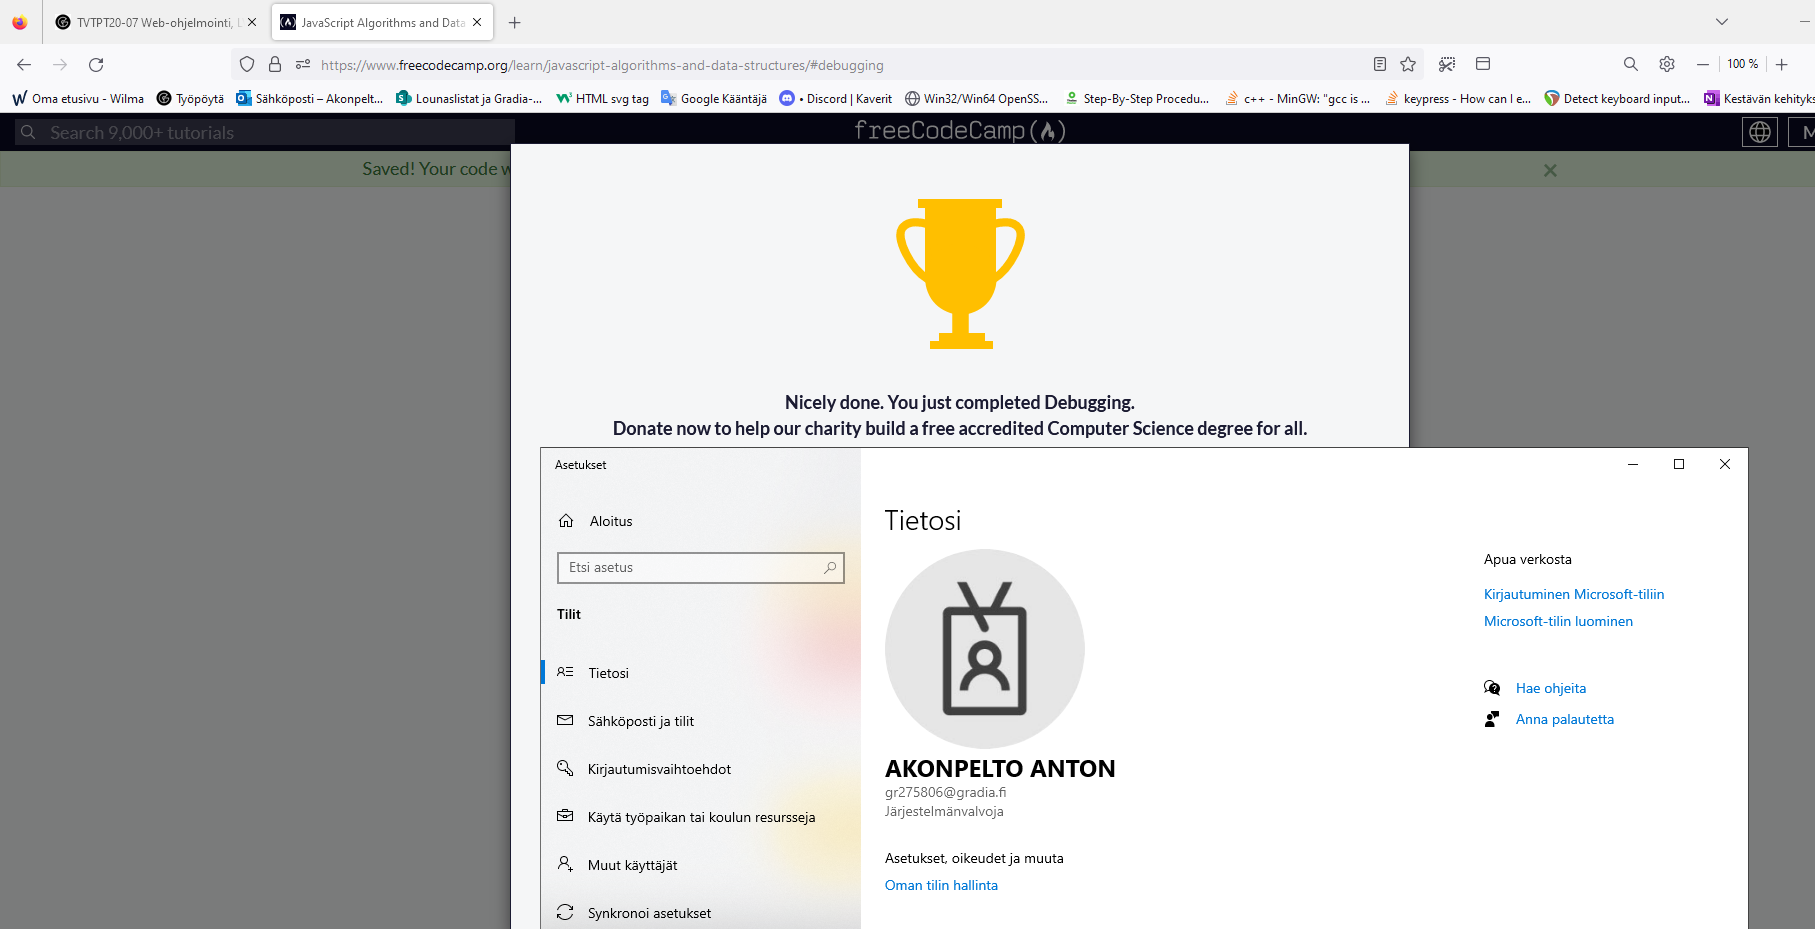 TVTPT20-07 Web-ohjelmointi,
JavaScript Algorithms and Data
https://www.freecodecamp.org/learn/javascript-algorithms-and-data-structures/#debugging
100 %
Oma etusivu - Wilma
Työpöytä
Sähköposti – Akonpelt...
Lounaslistat ja Gradia-...
HTML svg tag
Google Kääntäjä
• Discord | Kaverit
Win32/Win64 OpenSS...
Step-By-Step Procedu...
c++ - MinGW: "gcc is ...
keypress - How can I e...
Detect keyboard input...
Kestävän kehityks
Search 9,000+ tutorials
freeCodeCamp(🔥)
M
Saved! Your code w
Nicely done. You just completed Debugging.
Donate now to help our charity build a free accredited Computer Science degree for all.
Asetukset
Aloitus
Etsi asetus
Tilit
Tietosi
Sähköposti ja tilit
Kirjautumisvaihtoehdot
Käytä työpaikan tai koulun resursseja
Muut käyttäjät
Synkronoi asetukset
Tietosi
AKONPELTO ANTON
gr275806@gradia.fi
Järjestelmänvalvoja
Asetukset, oikeudet ja muuta
Oman tilin hallinta
Apua verkosta
Kirjautuminen Microsoft-tiliin
Microsoft-tilin luominen
Hae ohjeita
Anna palautetta